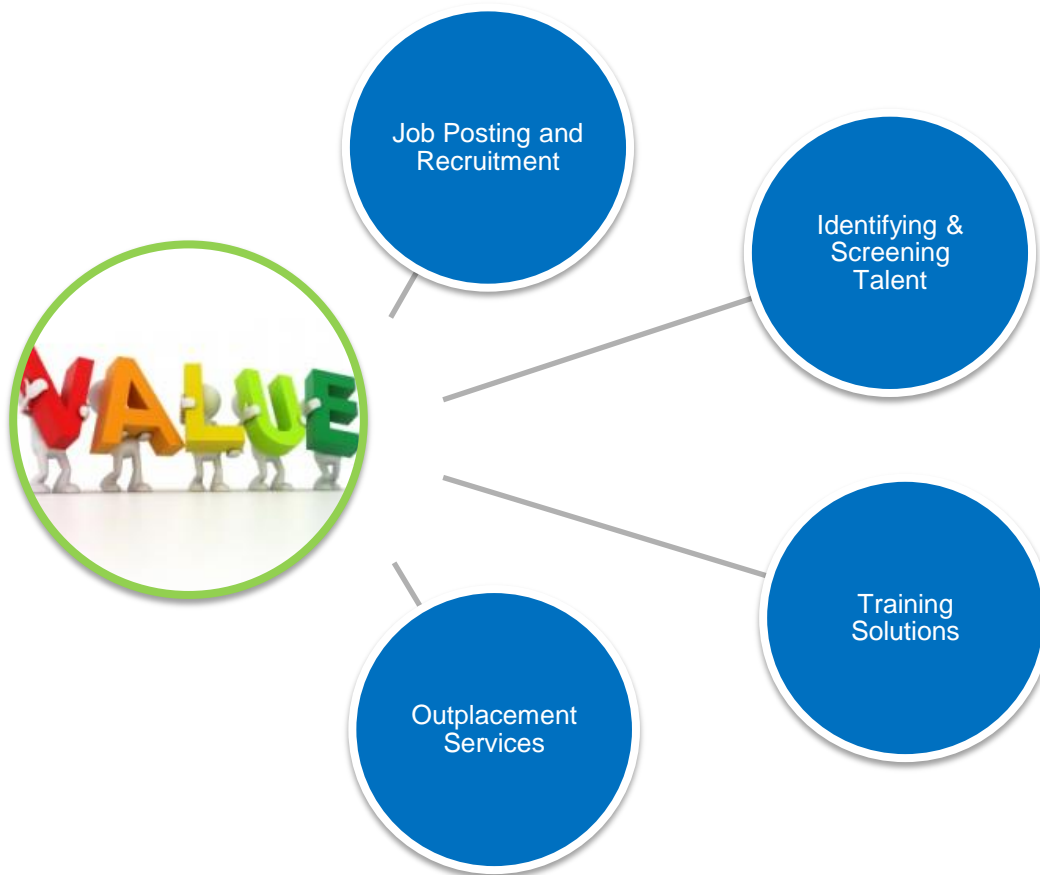 Job Posting and
Recruitment
Identifying &
Screening
Talent
VALUE
Training
Solutions
Outplacement
Services